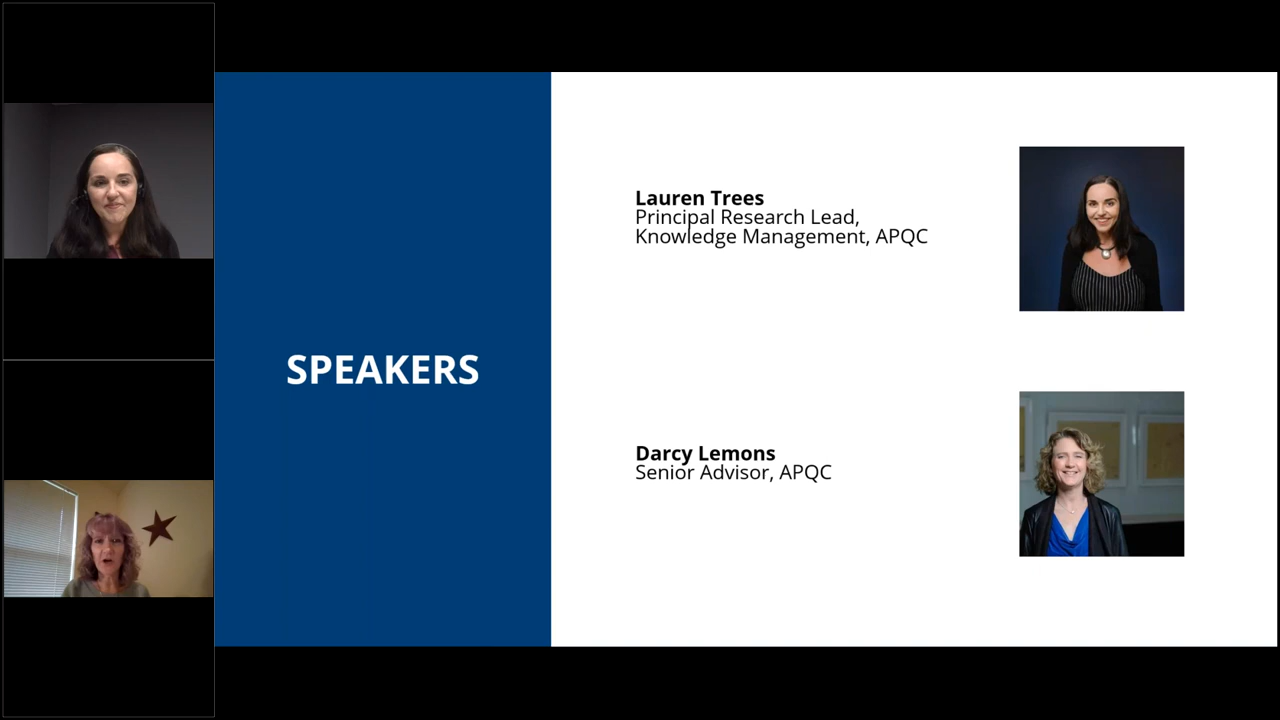 SPEAKERS
Lauren Trees
Principal Research Lead,
Knowledge Management, APQC
Darcy Lemons
Senior Advisor, APQC